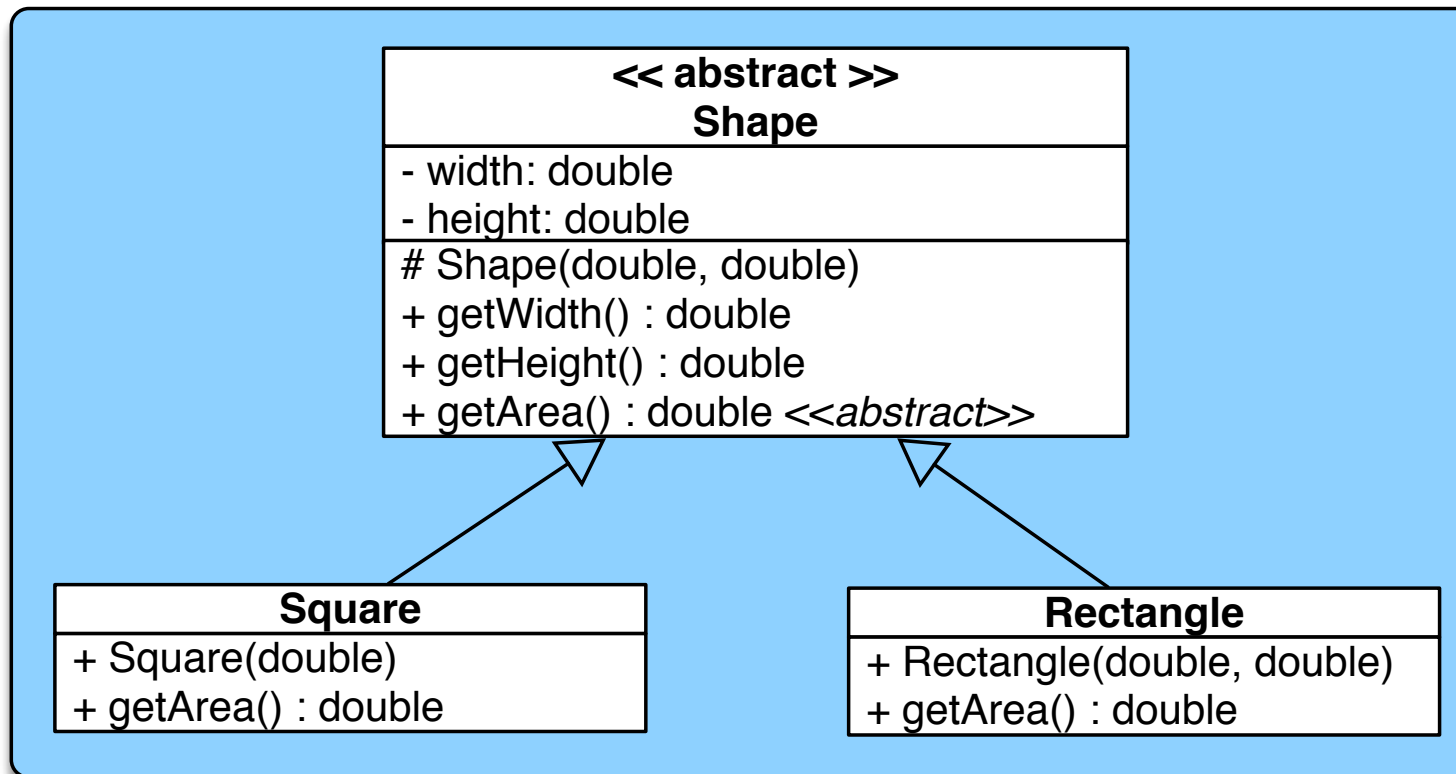 << abstract >>
Shape
- width: double
- height: double
# Shape(double, double)
+ getWidth() : double
+ getHeight() : double
+ getArea() : double <<abstract>>
Square
+ Square(double)
+ getArea() : double
Rectangle
+ Rectangle(double, double)
+ getArea() : double